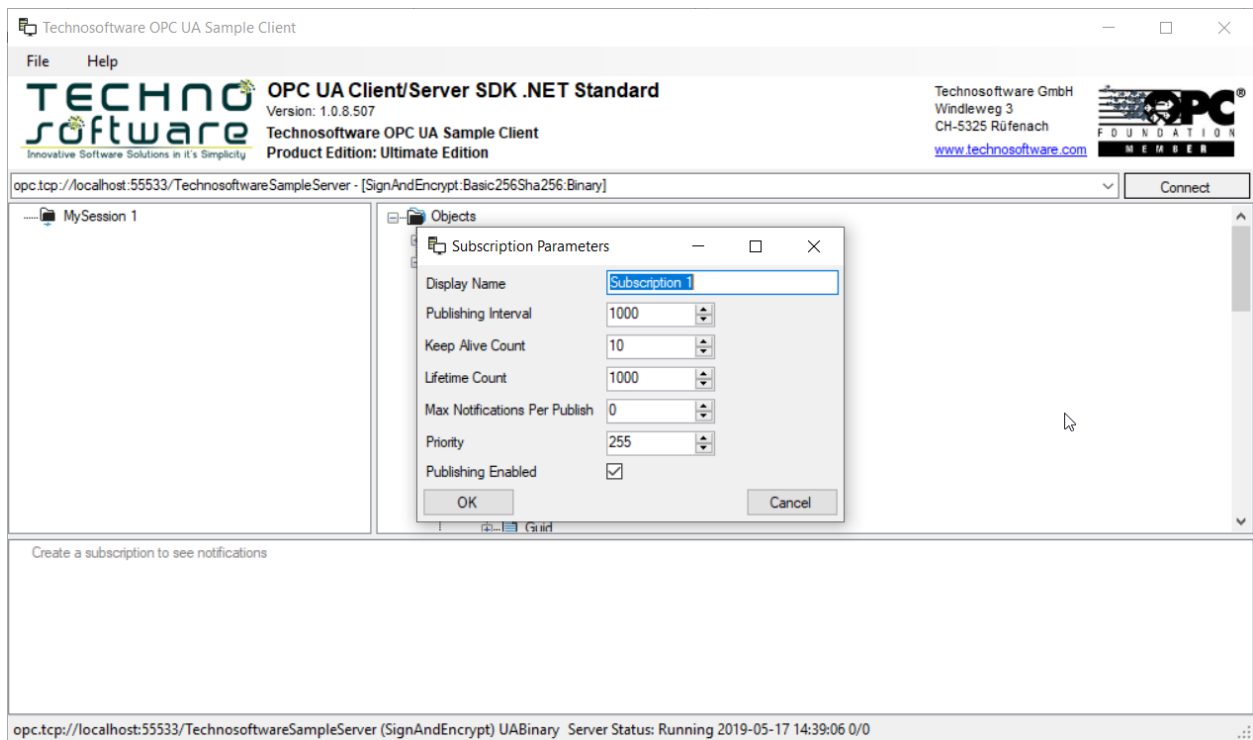 Technosoftware OPC UA Sample Client
File Help
TECHNO
software
Innovative Software Solutions in it's Simplicity
OPC UA Client/Server SDK .NET Standard
Version: 1.0.8.507
Technosoftware OPC UA Sample Client
Product Edition: Ultimate Edition
Technosoftware GmbH
Windleweg 3
CH-5325 Rüfenach
www.technosoftware.com
OPC®
FOUNDATION
MEMBER
opc.tcp://localhost:55533/TechnosoftwareSampleServer - [SignAndEncrypt:Basic256Sha256:Binary]
Connect
MySession 1
Objects
Subscription Parameters
Display Name Subscription 1
Publishing Interval 1000
Keep Alive Count 10
Lifetime Count 1000
Max Notifications Per Publish 0
Priority 255
Publishing Enabled
OK Cancel
Guid
Create a subscription to see notifications
opc.tcp://localhost:55533/TechnosoftwareSampleServer (SignAndEncrypt) UABinary Server Status: Running 2019-05-17 14:39:06 0/0